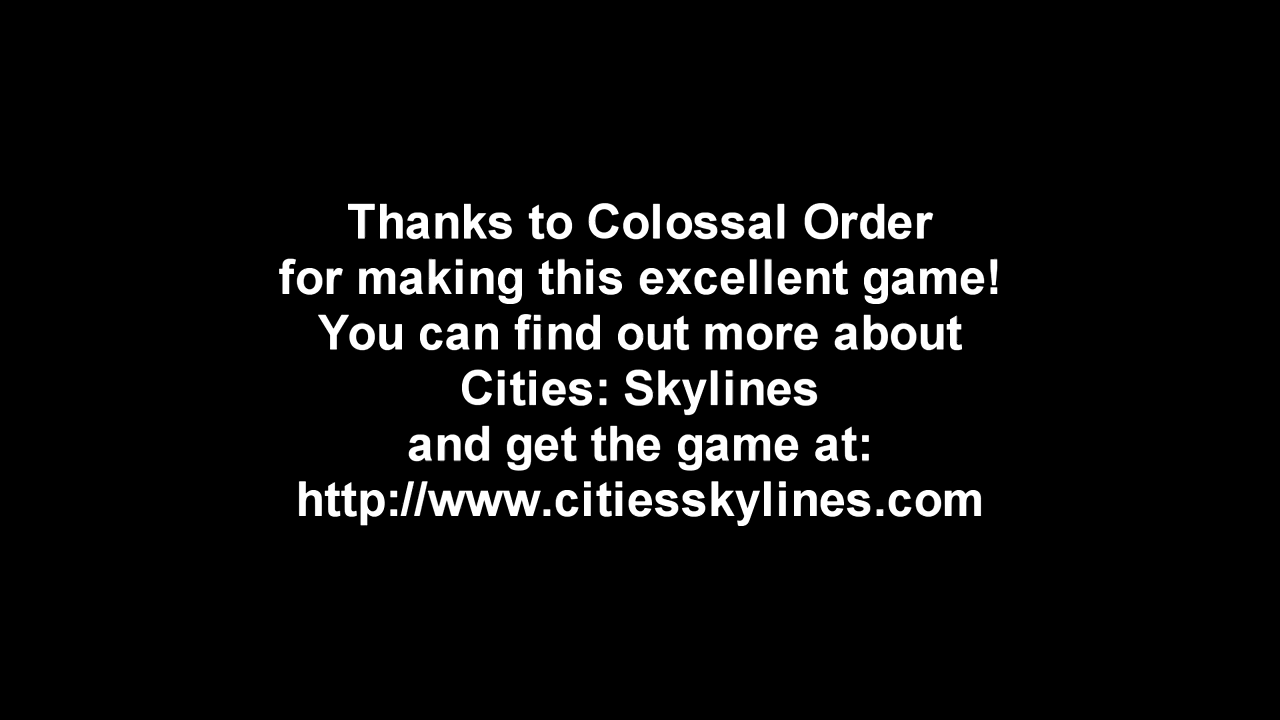 Thanks to Colossal Order
for making this excellent game!
You can find out more about
Cities: Skylines
and get the game at:
http://www.citiesskylines.com